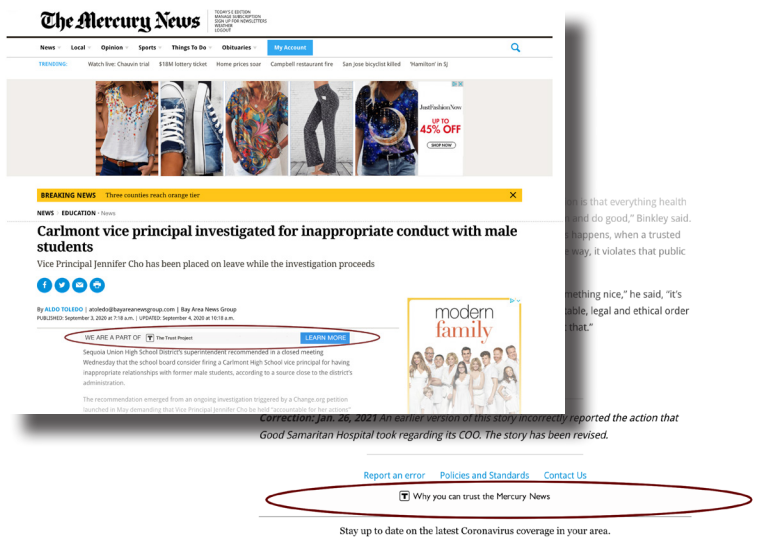 The Mercury News
TODAY'S E-EDITION
MANAGE SUBSCRIPTION
SIGN UP FOR NEWSLETTERS
WEATHER
LOGOUT
News Local Opinion Sports Things To Do Obituaries My Account
TRENDING: Watch live: Chauvin trial $18M lottery ticket Home prices soar Campbell restaurant fire San Jose bicyclist killed 'Hamilton' in SJ
JustFashionNow
UP TO
45% OFF
SHOP NOW
BREAKING NEWS Three counties reach orange tier
NEWS EDUCATION • News
Carlmont vice principal investigated for inappropriate conduct with male
students
Vice Principal Jennifer Cho has been placed on leave while the investigation proceeds
By ALDO TOLEDO | atoledo@bayareanewsgroup.com | Bay Area News Group
PUBLISHED: September 3, 2020 at 7:18 a.m. | UPDATED: September 4, 2020 at 10:18 a.m.
WE ARE A PART OF T The Trust Project LEARN MORE
Sequoia Union High School District's superintendent recommended in a closed meeting
Wednesday that the school board consider firing a Carlmont High School vice principal for having
inappropriate relationships with former male students, according to a source close to the district's
administration.
The recommendation emerged from an ongoing investigation triggered by a Change.org petition
launched in May demanding that Vice Principal Jennifer Cho be held "accountable for her actions"
modern
family
on is that everything health
n and do good," Binkley said.
s happens, when a trusted
e way, it violates that public
mething nice," he said, "it's
table, legal and ethical order
that."
Correction: Jan. 26, 2021 An earlier version of this story incorrectly reported the action that
Good Samaritan Hospital took regarding its COO. The story has been revised.
Report an error Policies and Standards Contact Us
T Why you can trust the Mercury News
Stay up to date on the latest Coronavirus coverage in your area.